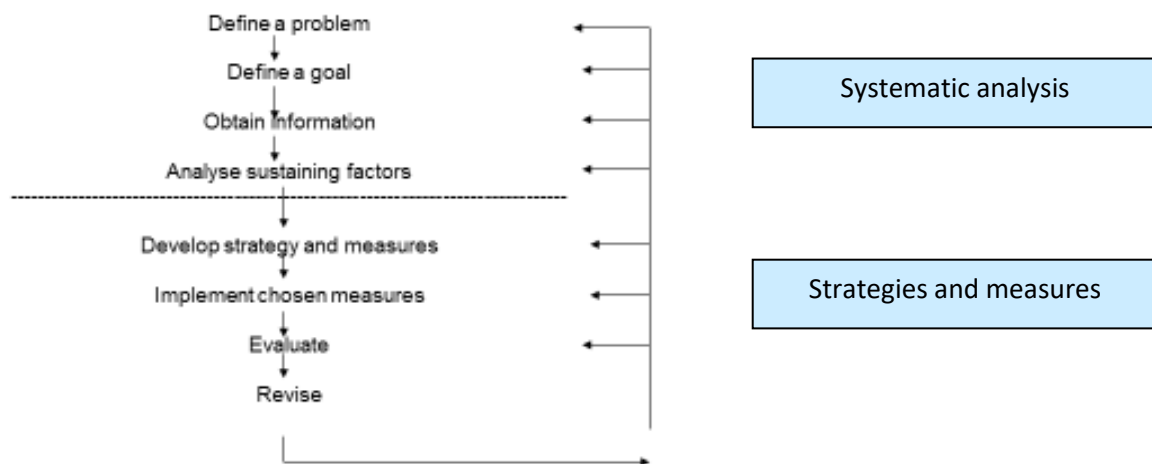 Define a problem
Define a goal
Systematic analysis
Obtain information
Analyse sustaining factors
Develop strategy and measures
Implement chosen measures
Strategies and measures
Evaluate
Revise